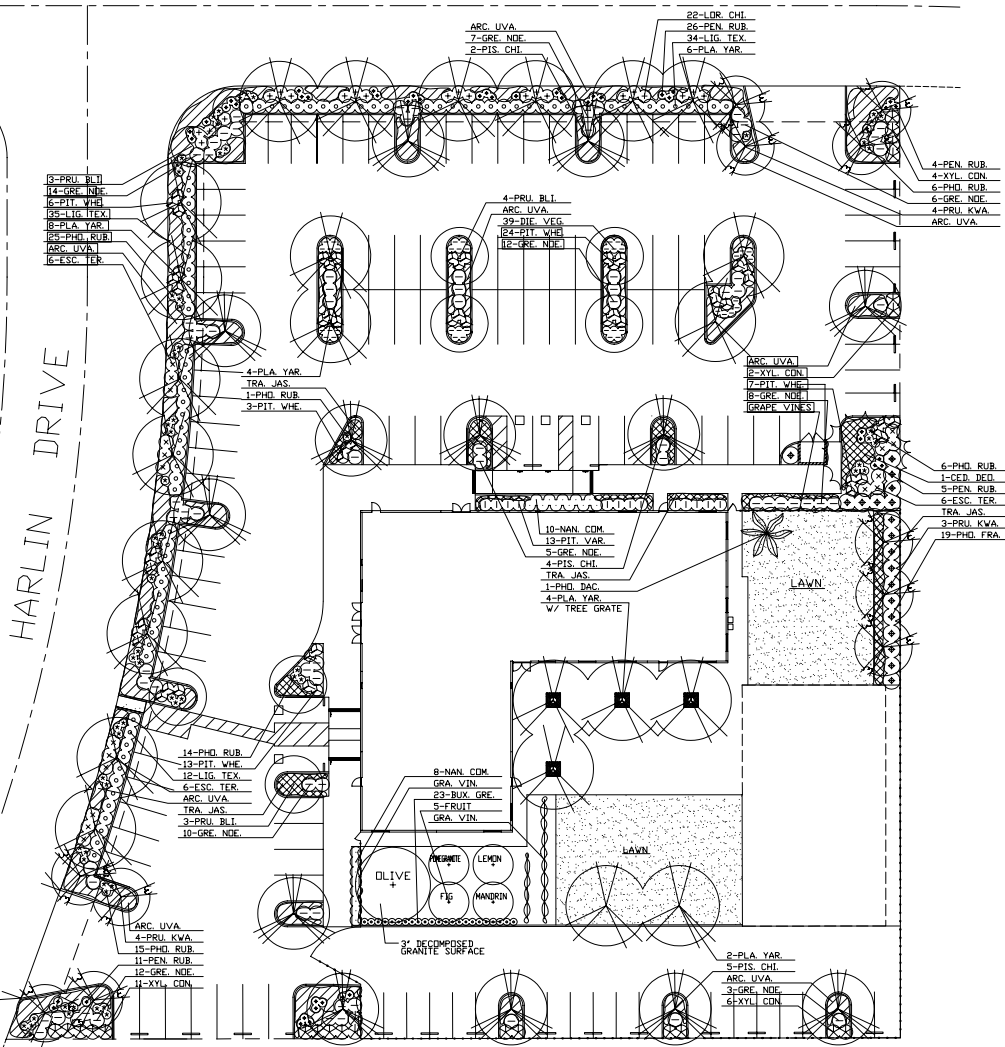 22-LOR. CHI.
26-PEN. RUB.
34-LIG. TEX.
6-PLA. YAR.
ARC. UVA.
7-GRE. NOE.
2-PIS. CHI.
4-PEN. RUB.
4-XYL. CON.
6-PHO. RUB.
6-GRE. NOE.
4-PRU. KWA.
ARC. UVA.
3-PRU. BLI.
14-GRE. NOE.
6-PIT. WHE.
35-LIG. TEX.
8-PLA. YAR.
25-PHO. RUB.
ARC. UVA.
6-ESC. TER.
4-PRU. BLI.
ARC. UVA.
39-DIE. VEG.
24-PIT. WHE.
12-GRE. NOE.
HARLIN DRIVE
4-PLA. YAR.
TRA. JAS.
1-PHO. RUB.
3-PIT. WHE.
ARC. UVA.
2-XYL. CON.
7-PIT. WHE.
8-GRE. NOE.
GRAPE VINES
6-PHO. RUB.
1-CED. DEO.
5-PEN. RUB.
6-ESC. TER.
TRA. JAS.
3-PRU. KWA.
19-PHO. FRA.
10-NAN. COM.
13-PIT. VAR.
5-GRE. NOE.
4-PIS. CHI.
TRA. JAS.
1-PHO. DAC.
4-PLA. YAR.
W/ TREE GRATE
LAWN
14-PHO. RUB.
13-PIT. WHE.
12-LIG. TEX.
6-ESC. TER.
ARC. UVA.
TRA. JAS.
3-PRU. BLI.
10-GRE. NOE.
8-NAN. COM.
GRA. VIN.
23-BUX. GRE.
5-FRUIT
GRA. VIN.
LAWN
OLIVE
POMEGRANITE
LEMON
FIG
MANDRIN
3" DECOMPOSED
GRANITE SURFACE
ARC. UVA.
4-PRU. KWA.
15-PHO. RUB.
11-PEN. RUB.
12-GRE. NOE.
11-XYL. CON.
2-PLA. YAR.
5-PIS. CHI.
ARC. UVA.
3-GRE. NOE.
6-XYL. CON.